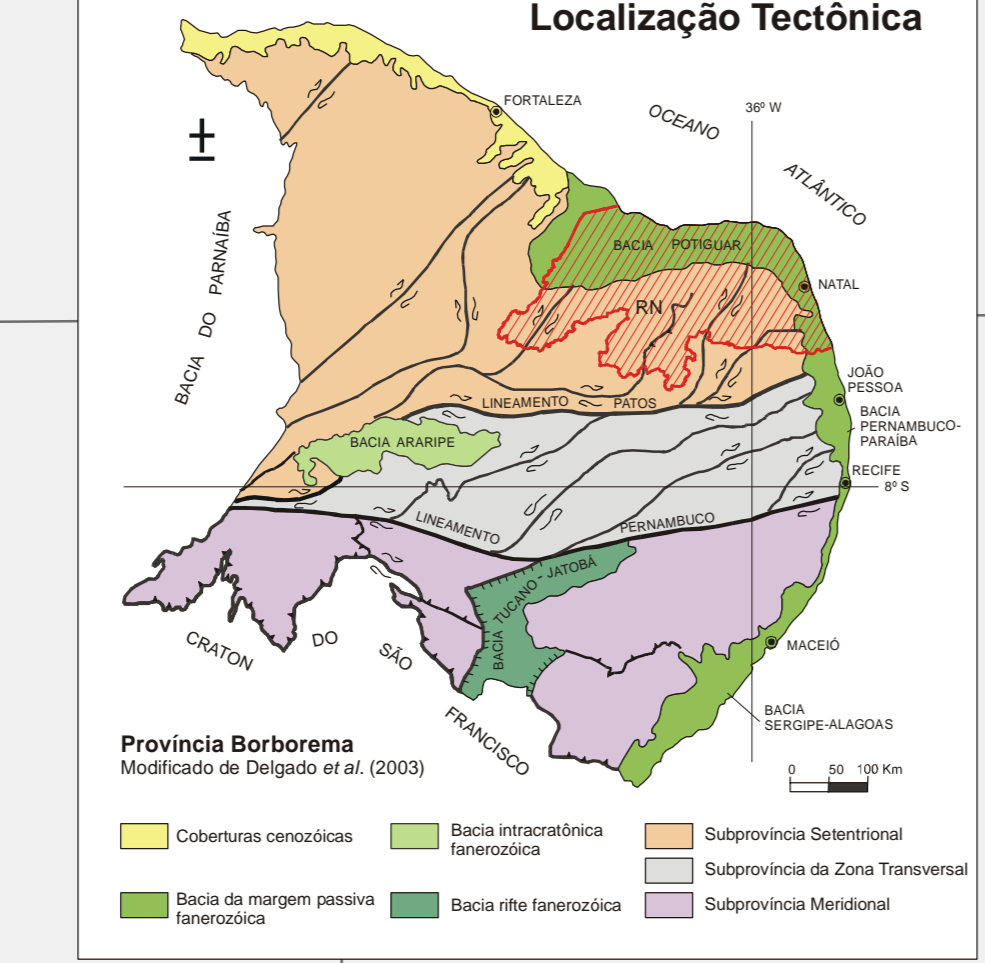 Localização Tectônica
FORTALEZA
OCEANO
ATLÂNTICO
36º W
±
BACIA DO PARNAÍBA
BACIA POTIGUAR
RN
NATAL
JOÃO
PESSOA
BACIA
PERNAMBUCO-
PARAÍBA
LINEAMENTO PATOS
BACIA ARARIPE
RECIFE
8º S
LINEAMENTO PERNAMBUCO
BACIA TUCANO - JATOBÁ
CRATON DO SÃO FRANCISCO
MACEIÓ
BACIA
SERGIPE-ALAGOAS
Província Borborema
Modificado de Delgado et al. (2003)
0 50 100 Km
Coberturas cenozóicas
Bacia da margem passiva
fanerozóica
Bacia intracratônica
fanerozóica
Bacia rifte fanerozóica
Subprovíncia Setentrional
Subprovíncia da Zona Transversal
Subprovíncia Meridional